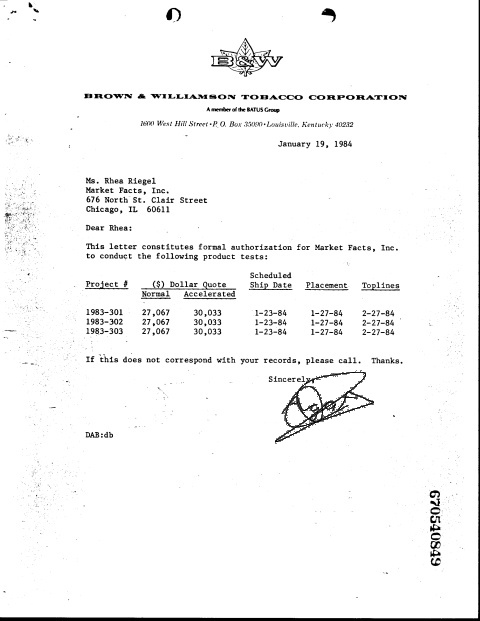 B&W
BROWN & WILLIAMSON TOBACCO CORPORATION
A member of the BATUS Group
1600 West Hill Street • P.O. Box 35090 • Louisville, Kentucky 40232
January 19, 1984
Ms. Rhea Riegel
Market Facts, Inc.
676 North St. Clair Street
Chicago, IL 60611
Dear Rhea:
This letter constitutes formal authorization for Market Facts, Inc.
to conduct the following product tests:
Scheduled
Project # ($) Dollar Quote Ship Date Placement Toplines
Normal Accelerated
1983-301 27,067 30,033 1-23-84 1-27-84 2-27-84
1983-302 27,067 30,033 1-23-84 1-27-84 2-27-84
1983-303 27,067 30,033 1-23-84 1-27-84 2-27-84
If this does not correspond with your records, please call. Thanks.
Sincerely,
DAB:db
670540849